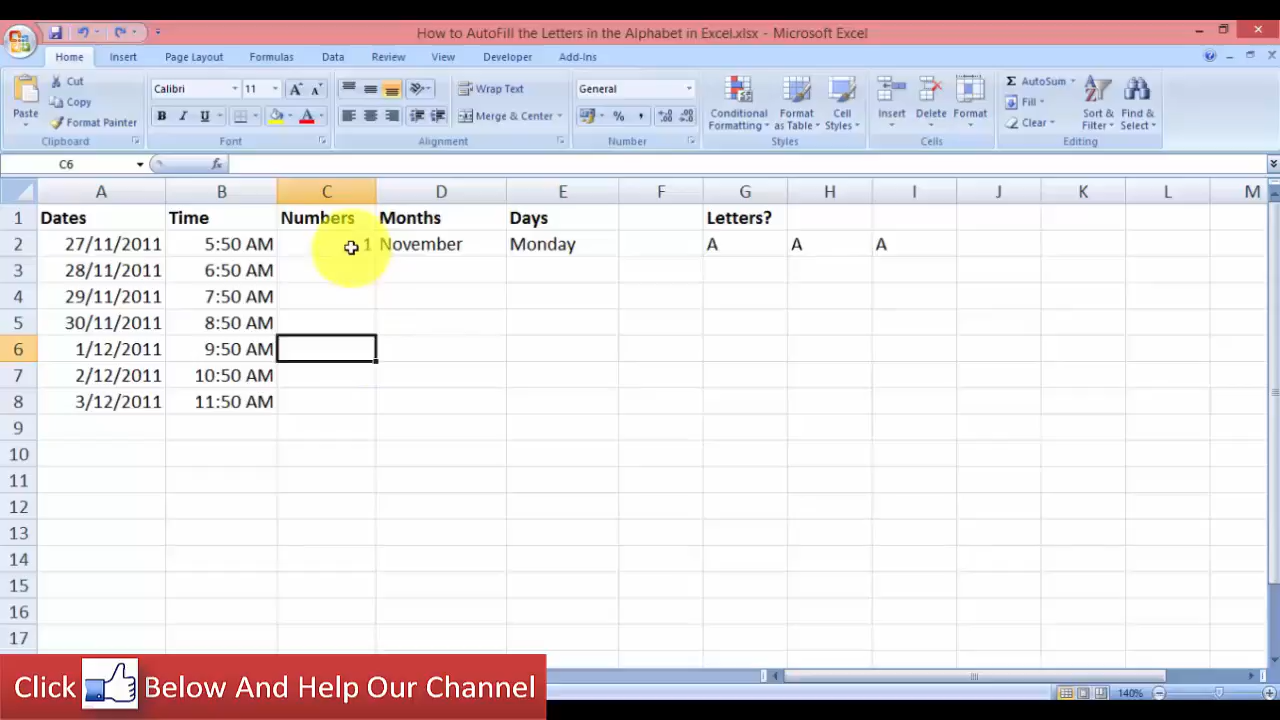 How to AutoFill the Letters in the Alphabet in Excel.xlsx - Microsoft Excel
Home Insert Page Layout Formulas Data Review View Developer Add-Ins
Paste
Cut
Copy
Format Painter
Clipboard
Calibri 11
B I U A
Font
Wrap Text
Merge & Center
Alignment
General
% ,
Number
Conditional Formatting
Format as Table
Cell Styles
Styles
Insert Delete Format
Cells
Σ AutoSum
Fill
Clear
Sort & Filter
Find & Select
Editing
C6 fx
A B C D E F G H I J K L M
1 Dates Time Numbers Months Days Letters?
2 27/11/2011 5:50 AM 1 November Monday A A A
3 28/11/2011 6:50 AM
4 29/11/2011 7:50 AM
5 30/11/2011 8:50 AM
6 1/12/2011 9:50 AM
7 2/12/2011 10:50 AM
8 3/12/2011 11:50 AM
9
10
11
12
13
14
15
16
17
Click Below And Help Our Channel
140%